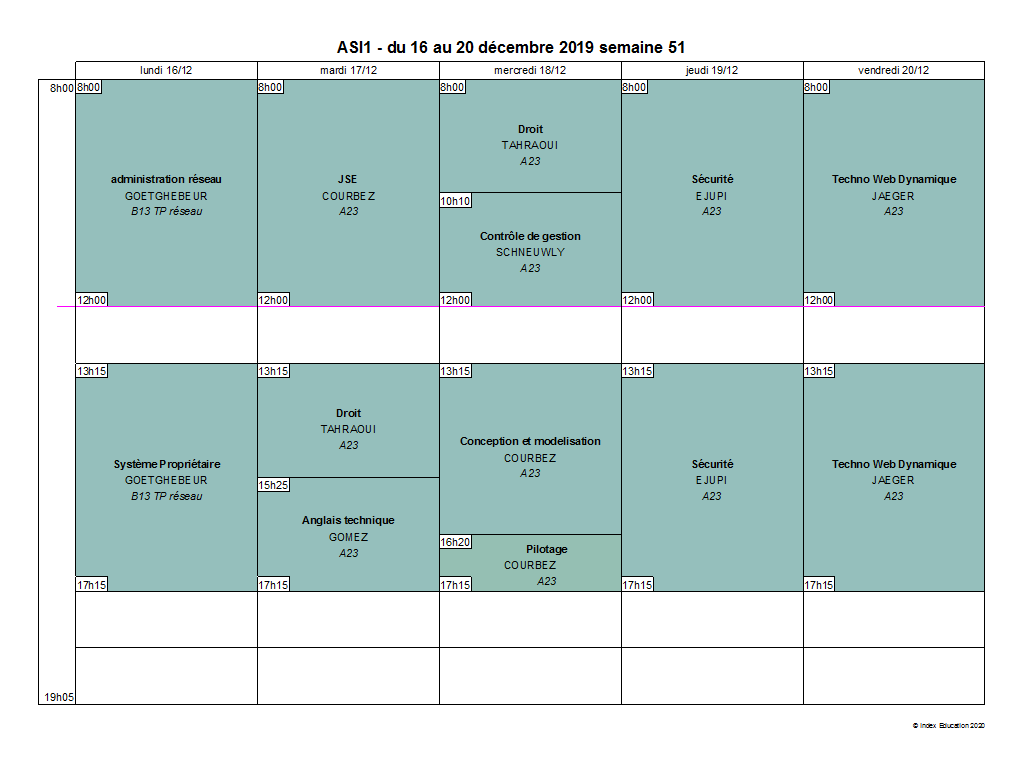 ASI1 - du 16 au 20 décembre 2019 semaine 51
lundi 16/12
mardi 17/12
mercredi 18/12
jeudi 19/12
vendredi 20/12
8h00
8h00
administration réseau
GOETGHEBEUR
B13 TP réseau
12h00
13h15
Système Propriétaire
GOETGHEBEUR
B13 TP réseau
17h15
8h00
JSE
COURBEZ
A23
12h00
13h15
Droit
TAHRAOUI
A23
15h25
Anglais technique
GOMEZ
A23
17h15
8h00
Droit
TAHRAOUI
A23
10h10
Contrôle de gestion
SCHNEUWLY
A23
12h00
13h15
Conception et modelisation
COURBEZ
A23
16h20
Pilotage
COURBEZ
A23
17h15
8h00
Sécurité
EJUPI
A23
12h00
13h15
Sécurité
EJUPI
A23
17h15
8h00
Techno Web Dynamique
JAEGER
A23
12h00
13h15
Techno Web Dynamique
JAEGER
A23
17h15
19h05
© Index Education 2020